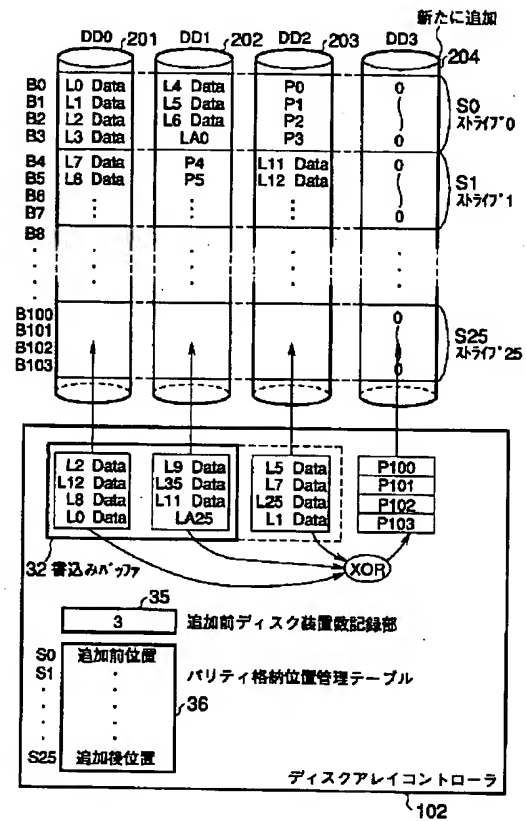 新たに追加
DD0 201 DD1 202 DD2 203 DD3 204
B0 L0 Data L4 Data P0 0
B1 L1 Data L5 Data P1
B2 L2 Data L6 Data P2
B3 L3 Data LA0 P3 0
S0
ストライプ0
B4 L7 Data P4 L11 Data 0
B5 L8 Data P5 L12 Data
B6
B7 0
S1
ストライプ1
B8
B100 0
B101
B102
B103 0
S25
ストライプ25
L2 Data L9 Data L5 Data P100
L12 Data L35 Data L7 Data P101
L8 Data L11 Data L25 Data P102
L0 Data LA25 L1 Data P103
XOR
32 書込みバッファ
35
3 追加前ディスク装置数記録部
S0 追加前位置
S1 パリティ格納位置管理テーブル
36
S25 追加後位置
ディスクアレイコントローラ
102